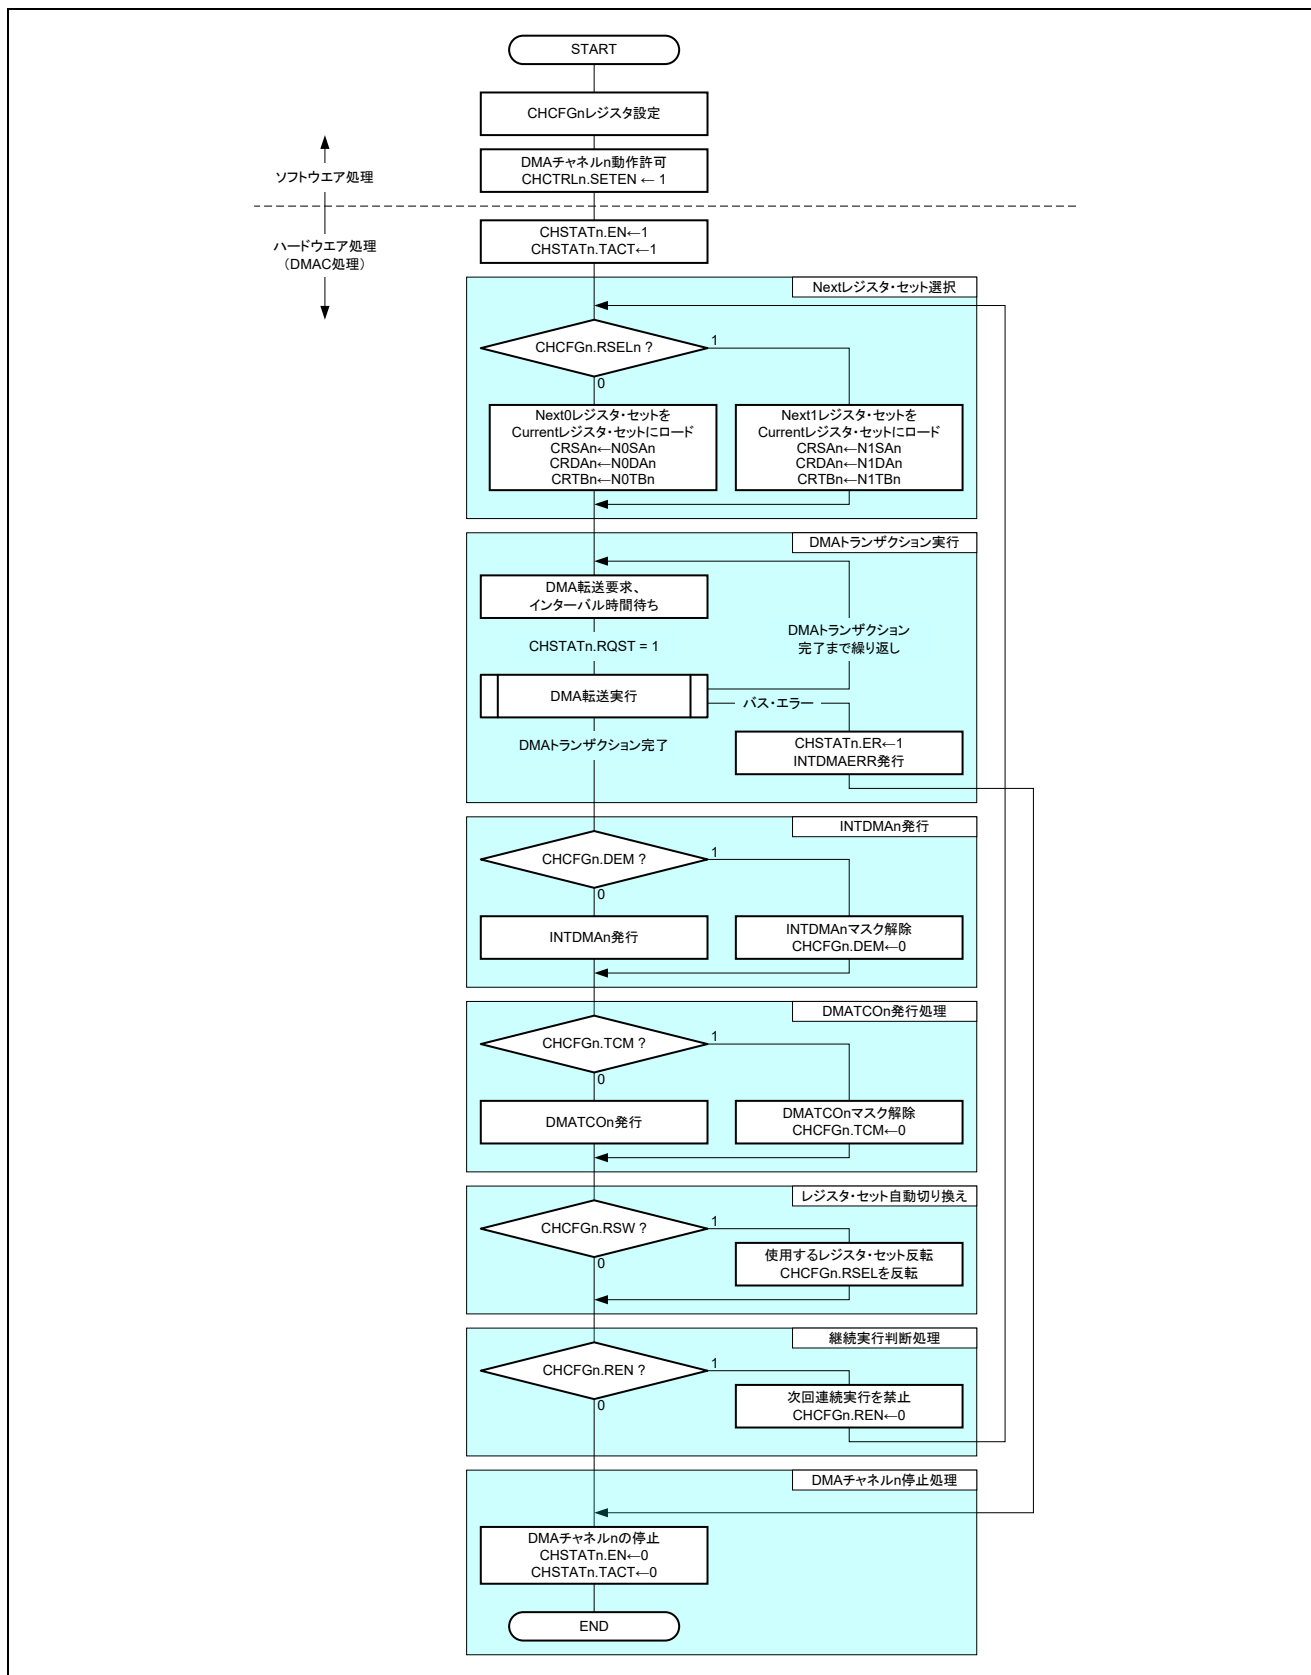 START
CHCFGnレジスタ設定
DMAチャネルn動作許可
CHCTRLn.SETEN ← 1
ソフトウエア処理
ハードウエア処理
(DMAC処理)
CHSTATn.EN←1
CHSTATn.TACT←1
Nextレジスタ・セット選択
CHCFGn.RSELn ?
1
0
Next0レジスタ・セットを
Currentレジスタ・セットにロード
CRSAn←N0SAn
CRDAn←N0DAn
CRTBn←N0TBn
Next1レジスタ・セットを
Currentレジスタ・セットにロード
CRSAn←N1SAn
CRDAn←N1DAn
CRTBn←N1TBn
DMAトランザクション実行
DMA転送要求、
インターバル時間待ち
DMAトランザクション
完了まで繰り返し
CHSTATn.RQST = 1
DMA転送実行
バス・エラー
DMAトランザクション完了
CHSTATn.ER←1
INTDMAERR発行
INTDMAn発行
CHCFGn.DEM ?
1
0
INTDMAn発行
INTDMAnマスク解除
CHCFGn.DEM←0
DMATCOn発行処理
CHCFGn.TCM ?
1
0
DMATCOn発行
DMATCOnマスク解除
CHCFGn.TCM←0
レジスタ・セット自動切り換え
CHCFGn.RSW ?
1
0
使用するレジスタ・セット反転
CHCFGn.RSELを反転
継続実行判断処理
CHCFGn.REN ?
1
0
次回連続実行を禁止
CHCFGn.REN←0
DMAチャネルn停止処理
DMAチャネルnの停止
CHSTATn.EN←0
CHSTATn.TACT←0
END